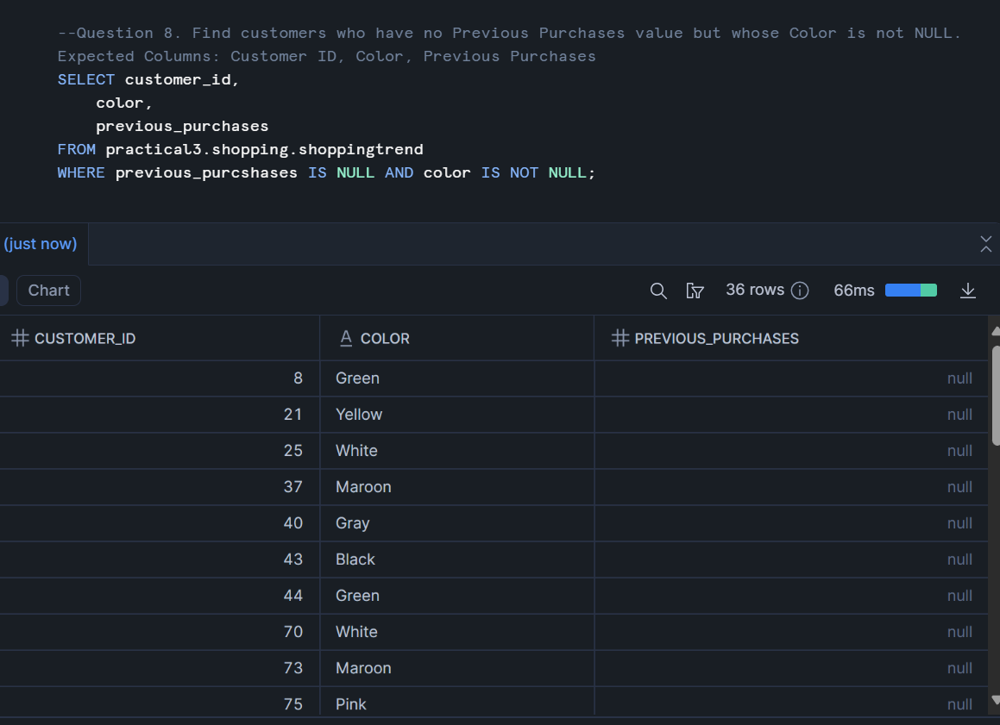 --Question 8. Find customers who have no Previous Purchases value but whose Color is not NULL.
Expected Columns: Customer ID, Color, Previous Purchases
SELECT customer_id,
color,
previous_purchases
FROM practical3.shopping.shoppingtrend
WHERE previous_purcshases IS NULL AND color IS NOT NULL;
(just now)
Chart 36 rows 66ms
CUSTOMER_ID COLOR PREVIOUS_PURCHASES
8 Green null
21 Yellow null
25 White null
37 Maroon null
40 Gray null
43 Black null
44 Green null
70 White null
73 Maroon null
75 Pink null